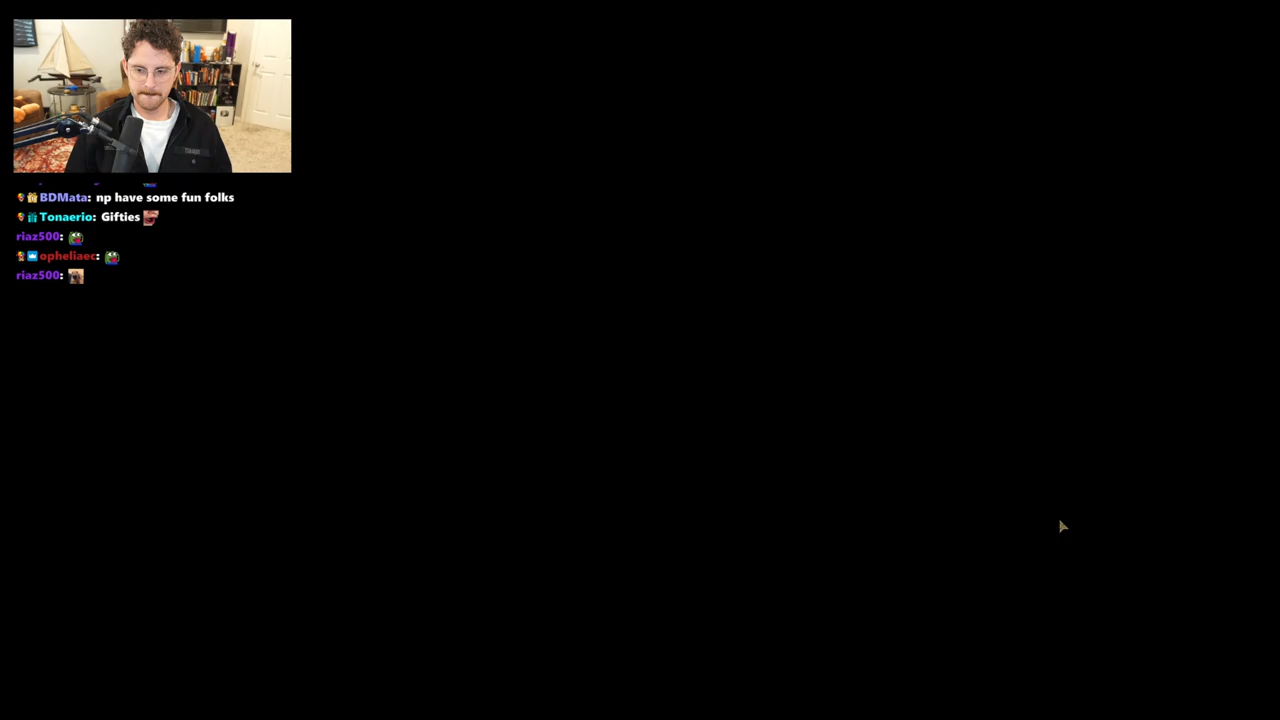 BDMata: np have some fun folks
Tonaerio: Gifties
riaz500:
opheliaec:
riaz500: